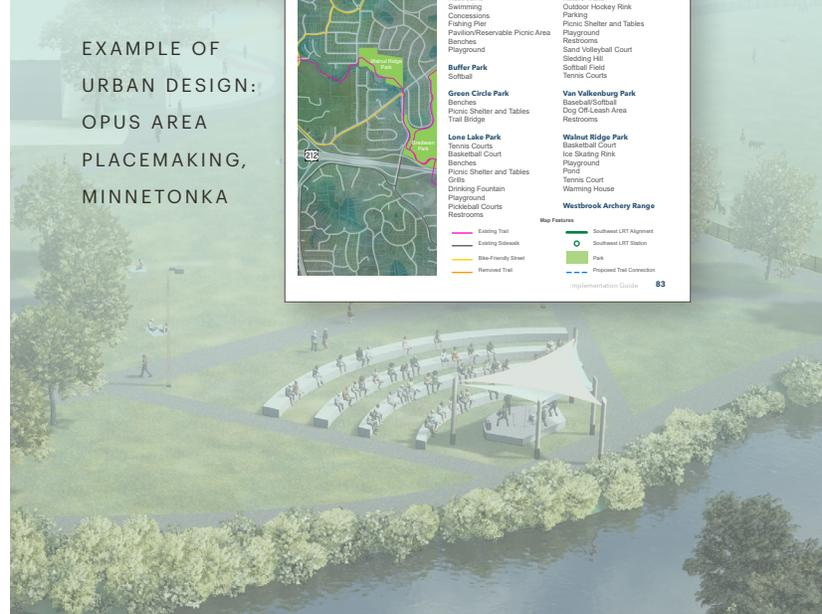 EXAMPLE OF
URBAN DESIGN:
OPUS AREA
PLACEMAKING,
MINNETONKA
Walnut Ridge
Park
Park
212
Swimming
Concessions
Fishing Pier
Pavilion/Reservable Picnic Area
Benches
Playground
Buffer Park
Softball
Green Circle Park
Benches
Picnic Shelter and Tables
Trail Bridge
Lone Lake Park
Tennis Courts
Basketball Court
Benches
Picnic Shelter and Tables
Grills
Drinking Fountain
Playground
Pickleball Courts
Restrooms
Outdoor Hockey Rink
Parking
Picnic Shelter and Tables
Playground
Restrooms
Sand Volleyball Court
Sledding Hill
Softball Field
Tennis Courts
Van Valkenburg Park
Baseball/Softball
Dog Off-Leash Area
Restrooms
Walnut Ridge Park
Basketball Court
Ice Skating Rink
Playground
Pond
Tennis Court
Warming House
Westbrook Archery Range
Map Features
Existing Trail
Existing Sidewalk
Bike-Friendly Street
Removed Trail
Southwest LRT Alignment
Southwest LRT Station
Park
Proposed Trail Connection
Implementation Guide 83